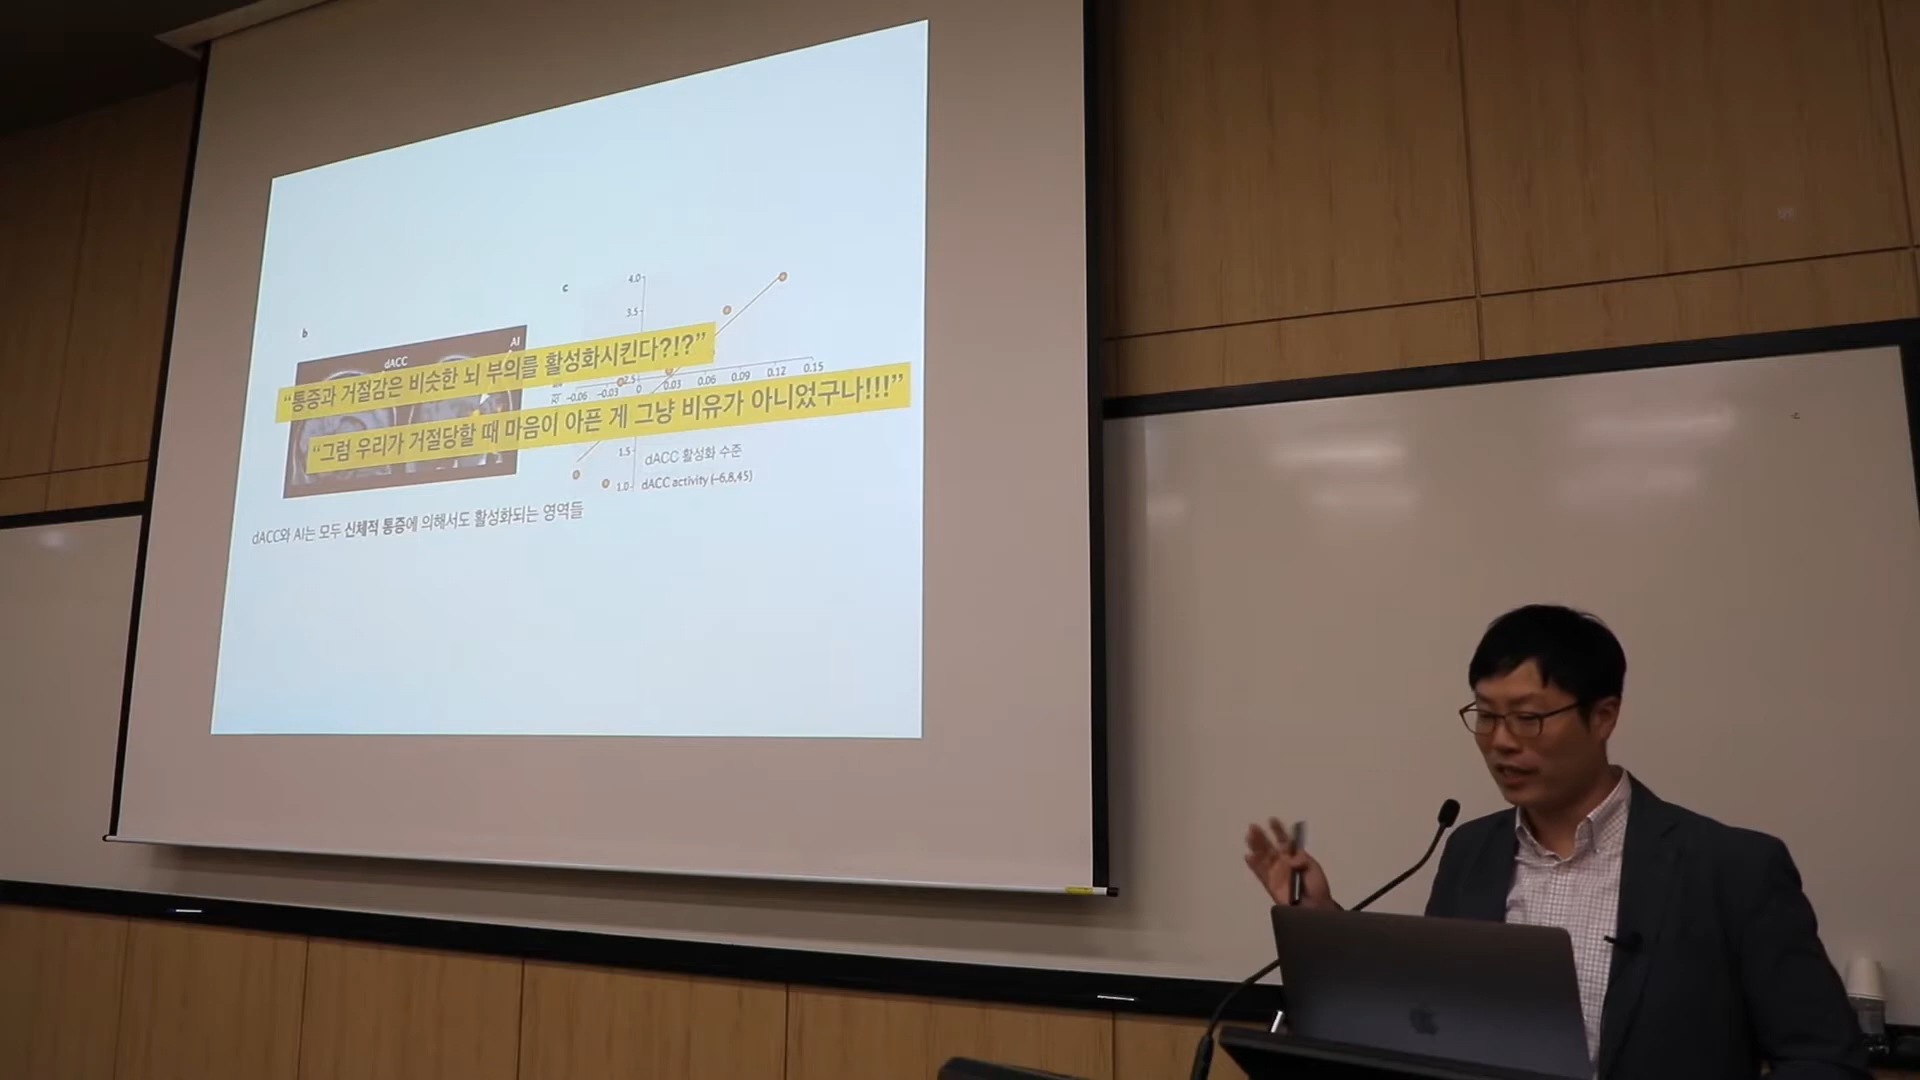 b
dACC
AI
c
4.0
3.5
“통증과 거절감은 비슷한 뇌 부의를 활성화시킨다?!?”
2.5
-0.06 -0.03 0 0.03 0.06 0.09 0.12 0.15
“그럼 우리가 거절당할 때 마음이 아픈 게 그냥 비유가 아니었구나!!!”
1.5
dACC 활성화 수준
1.0
dACC activity (-6,8,45)
dACC와 AI는 모두 신체적 통증에 의해서도 활성화되는 영역들